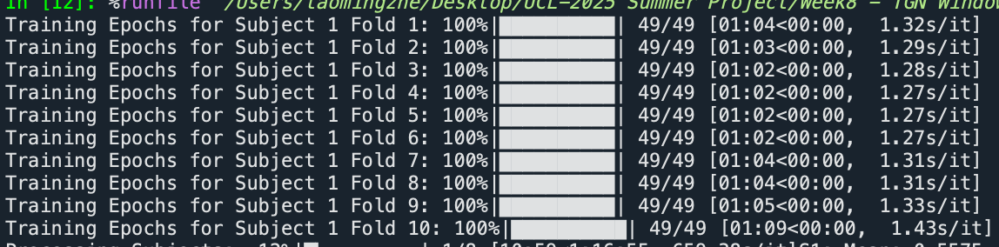 In [12]: %runfile '/Users/taomingzhe/Desktop/UCL-2025 Summer Project/Week8 - TGN Window
Training Epochs for Subject 1 Fold 1: 100%|██████████| 49/49 [01:04<00:00,  1.32s/it]
Training Epochs for Subject 1 Fold 2: 100%|██████████| 49/49 [01:03<00:00,  1.29s/it]
Training Epochs for Subject 1 Fold 3: 100%|██████████| 49/49 [01:02<00:00,  1.28s/it]
Training Epochs for Subject 1 Fold 4: 100%|██████████| 49/49 [01:02<00:00,  1.27s/it]
Training Epochs for Subject 1 Fold 5: 100%|██████████| 49/49 [01:02<00:00,  1.27s/it]
Training Epochs for Subject 1 Fold 6: 100%|██████████| 49/49 [01:02<00:00,  1.27s/it]
Training Epochs for Subject 1 Fold 7: 100%|██████████| 49/49 [01:04<00:00,  1.31s/it]
Training Epochs for Subject 1 Fold 8: 100%|██████████| 49/49 [01:04<00:00,  1.31s/it]
Training Epochs for Subject 1 Fold 9: 100%|██████████| 49/49 [01:05<00:00,  1.33s/it]
Training Epochs for Subject 1 Fold 10: 100%|██████████| 49/49 [01:09<00:00,  1.43s/it]